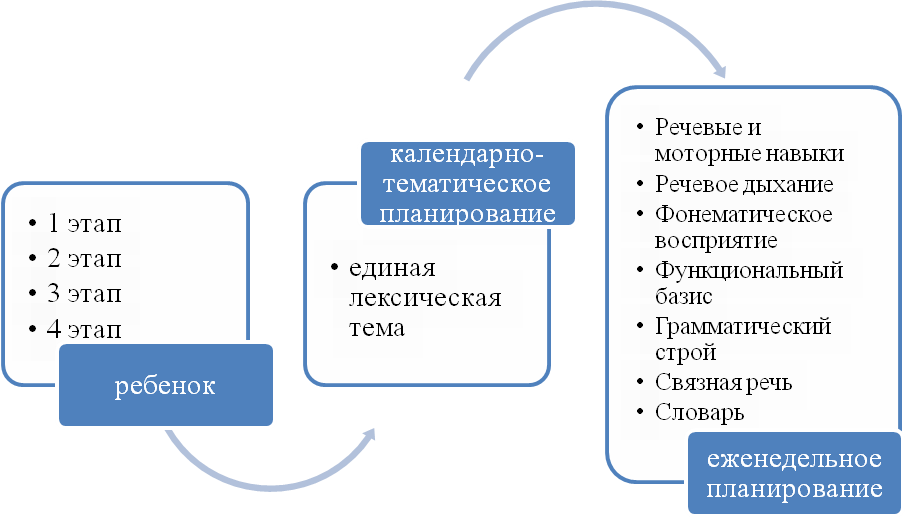 • 1 этап
• 2 этап
• 3 этап
• 4 этап
ребенок
календарно-
тематическое
планирование
• единая
лексическая
тема
• Речевые и
моторные навыки
• Речевое дыхание
• Фонематическое
восприятие
• Функциональный
базис
• Грамматический
строй
• Связная речь
• Словарь
еженедельное
планирование